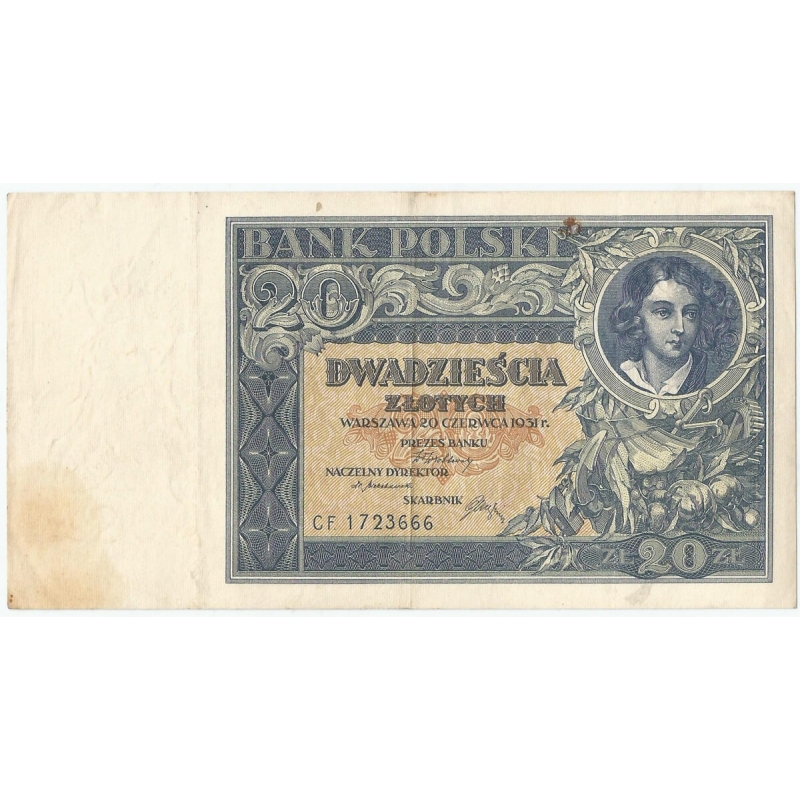 BANK POLSKI
20
DWADZIEŚCIA
ZŁOTYCH
WARSZAWA 20 CZERWCA 1931 r.
PREZES BANKU
NACZELNY DYREKTOR
SKARBNIK
CF 1723666
ZŁ 20 ZŁ